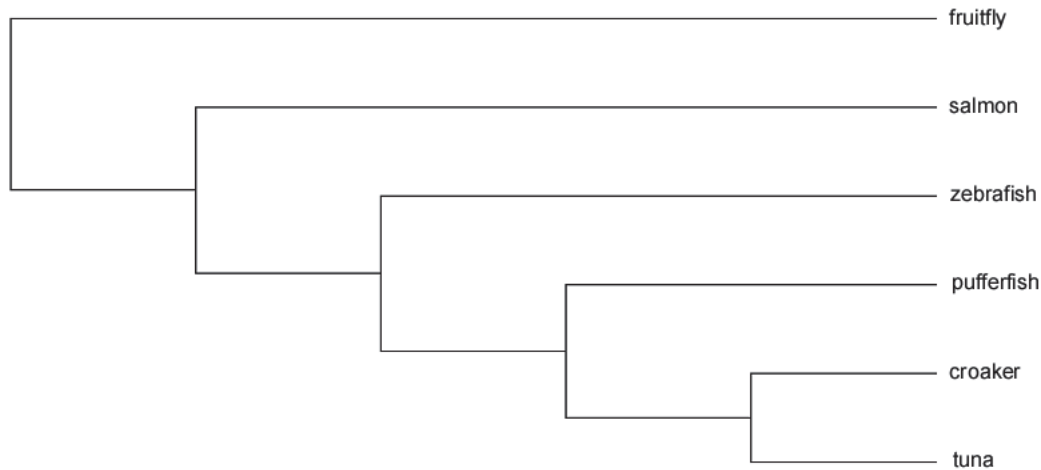 fruitfly
salmon
zebrafish
pufferfish
croaker
tuna